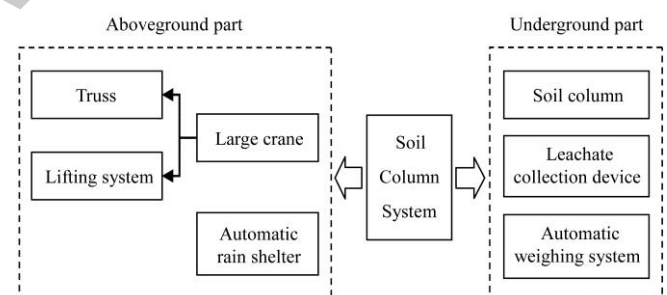 Aboveground part
Underground part
Truss
Large crane
Lifting system
Automatic
rain shelter
Soil
Column
System
Soil column
Leachate
collection device
Automatic
weighing system